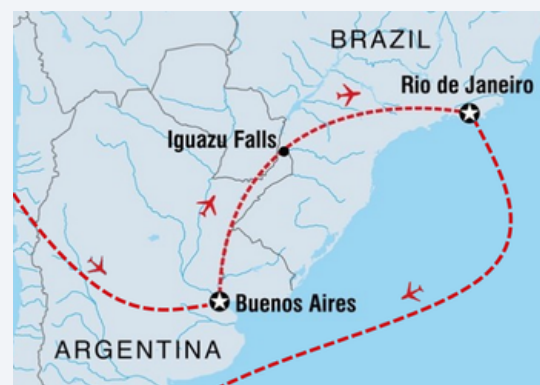 BRAZIL
Rio de Janeiro
Iguazu Falls
Buenos Aires
ARGENTINA